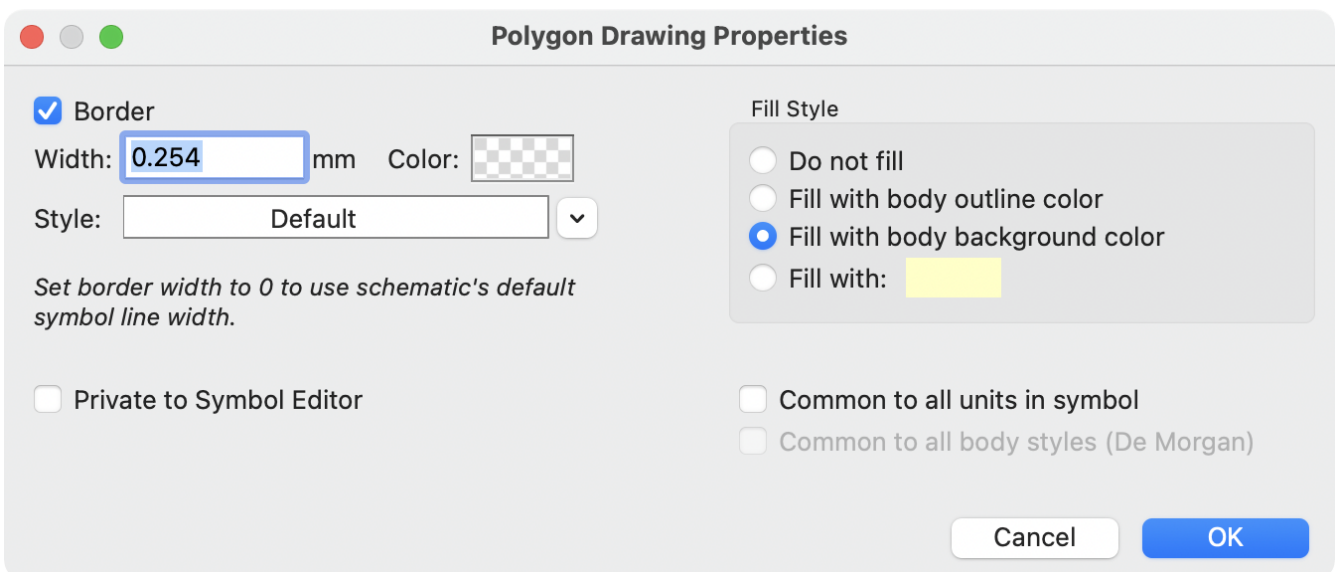 Polygon Drawing Properties
Border
Width: 0.254 mm Color:
Style: Default
Set border width to 0 to use schematic's default
symbol line width.
Private to Symbol Editor
Fill Style
Do not fill
Fill with body outline color
Fill with body background color
Fill with:
Common to all units in symbol
Common to all body styles (De Morgan)
Cancel OK